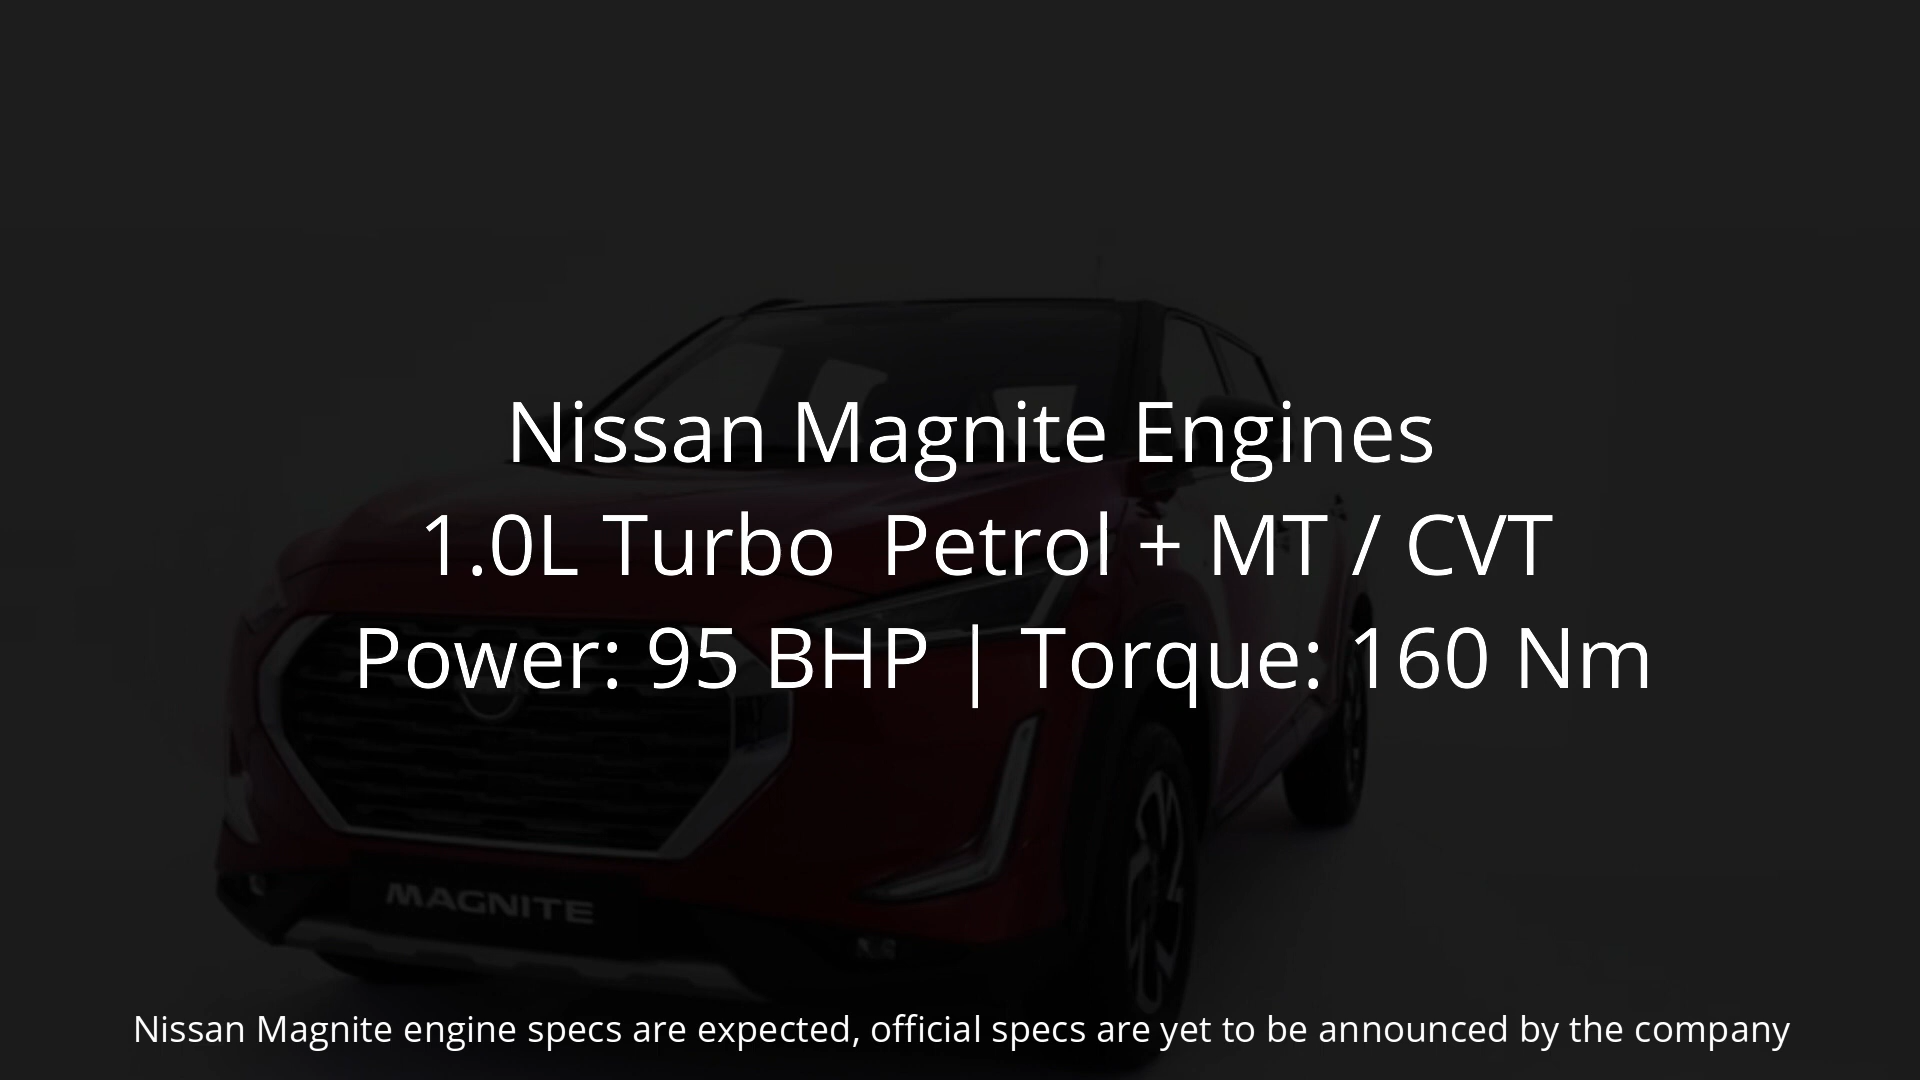 Nissan Magnite Engines
1.0L Turbo  Petrol + MT / CVT
Power: 95 BHP | Torque: 160 Nm
MAGNITE
Nissan Magnite engine specs are expected, official specs are yet to be announced by the company